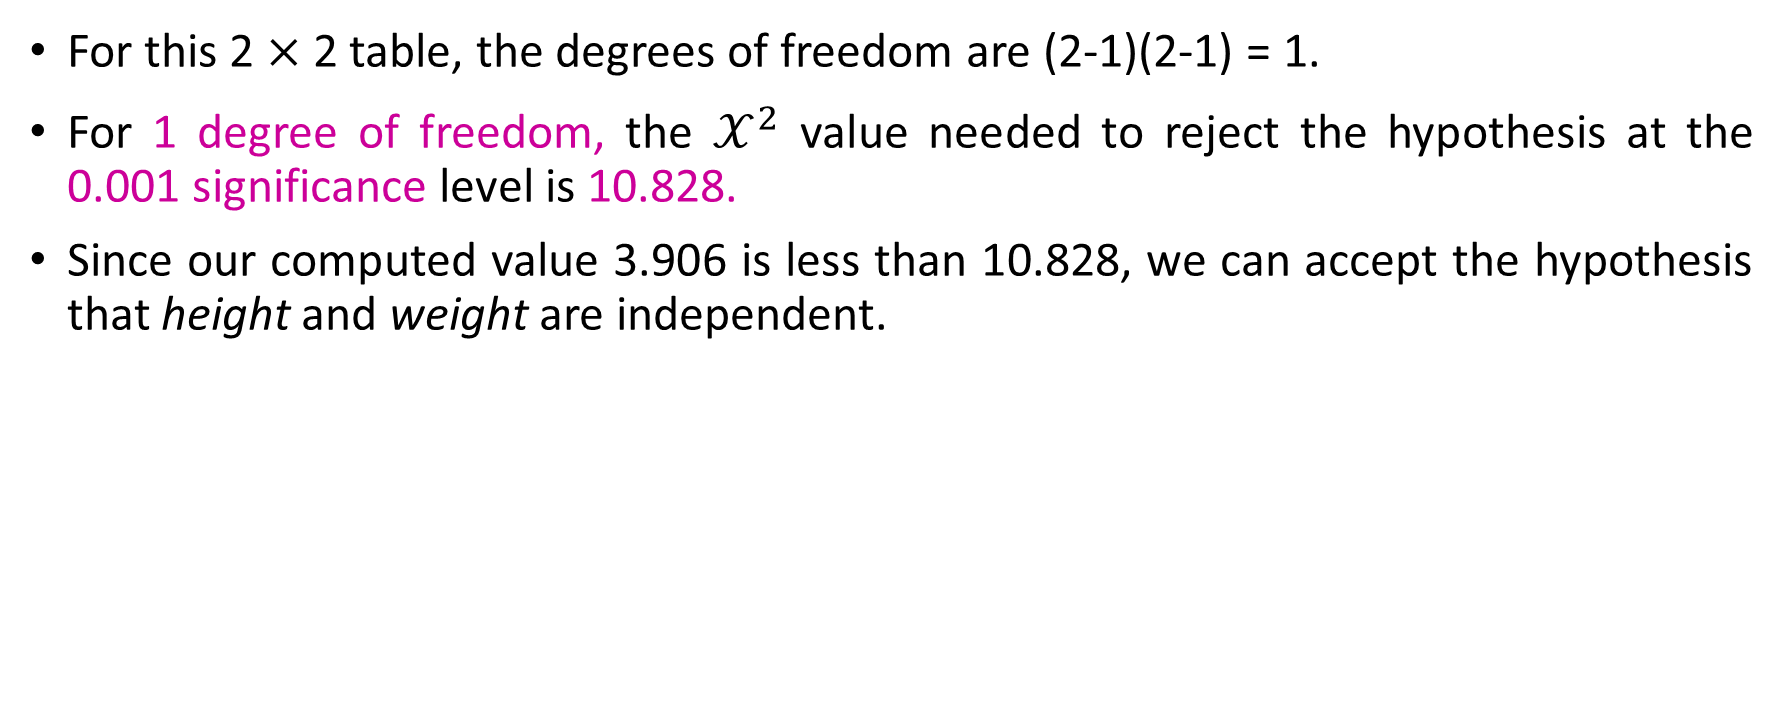 • For this 2 × 2 table, the degrees of freedom are (2-1)(2-1) = 1.
• For 1 degree of freedom, the 𝒳² value needed to reject the hypothesis at the
0.001 significance level is 10.828.
• Since our computed value 3.906 is less than 10.828, we can accept the hypothesis
that height and weight are independent.